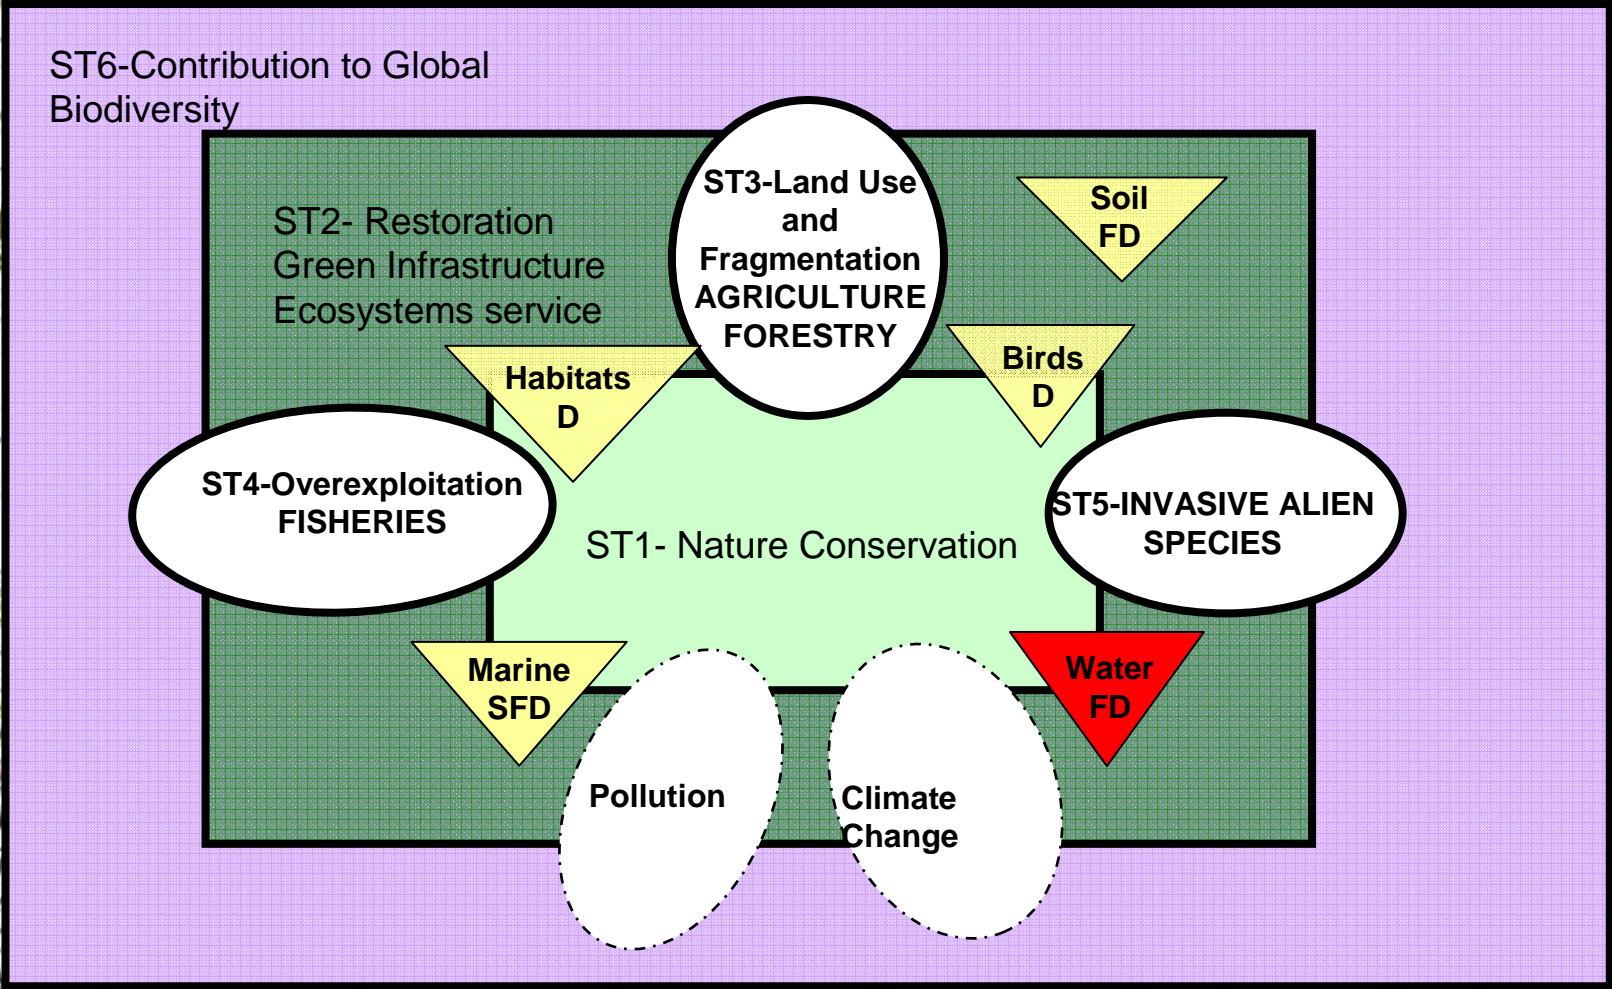 ST6-Contribution to Global
Biodiversity
ST3-Land Use
and
Fragmentation
AGRICULTURE
FORESTRY
Soil
FD
ST2- Restoration
Green Infrastructure
Ecosystems service
Habitats
D
Birds
D
ST4-Overexploitation
FISHERIES
ST5-INVASIVE ALIEN
SPECIES
ST1- Nature Conservation
Marine
SFD
Water
FD
Pollution
Climate
Change